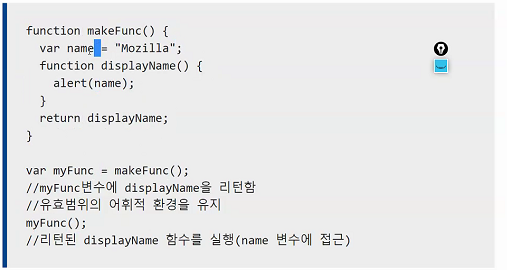 function makeFunc() {
  var name = "Mozilla";
  function displayName() {
    alert(name);
  }
  return displayName;
}

var myFunc = makeFunc();
//myFunc변수에 displayName을 리턴함
//유효범위의 어휘적 환경을 유지
myFunc();
//리턴된 displayName 함수를 실행(name 변수에 접근)